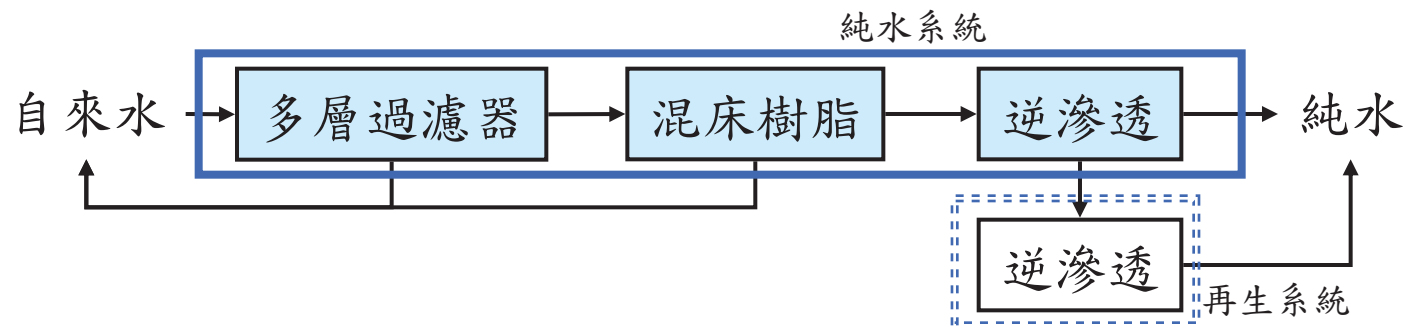 純水系統
自來水
多層過濾器
混床樹脂
逆滲透
純水
逆滲透
再生系統